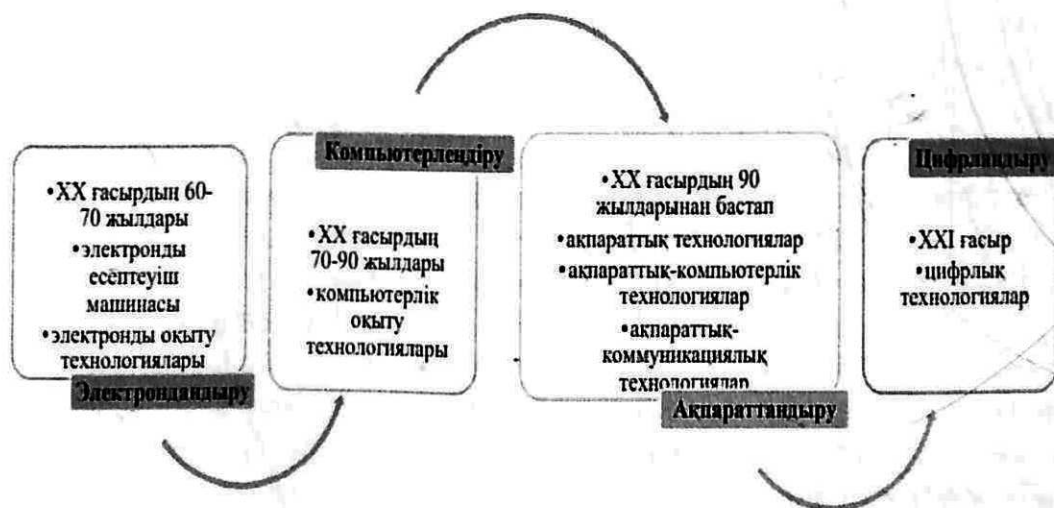 •XX ғасырдың 60-
70 жылдары
•электронды
есептеуіш
машинасы
•электронды оқыту
технологиялары
Электрондандыру
Компьютерлендіру
•XX ғасырдың
70-90 жылдары
•компьютерлік
оқыту
технологиялары
•XX ғасырдың 90
жылдарынан бастап
•ақпараттық технологиялар
•ақпараттық-компьютерлік
технологиялар
•ақпараттық-
коммуникациялық
технологиялар
Ақпараттандыру
Цифрландыру
•XXI ғасыр
•цифрлық
технологиялар